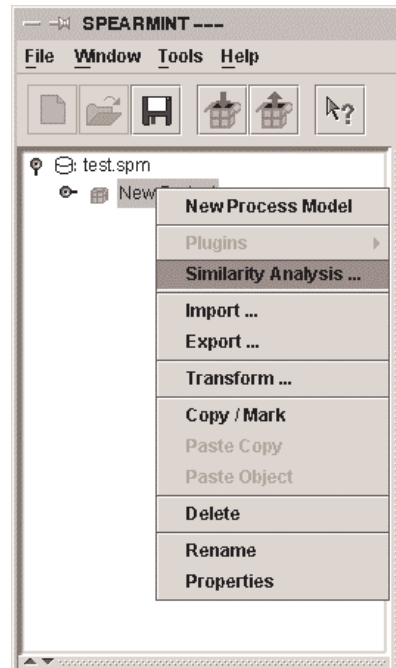 SPEARMINT ---
File Window Tools Help
?
test.spm
New
New Process Model
Plugins
Similarity Analysis ...
Import ...
Export ...
Transform ...
Copy / Mark
Paste Copy
Paste Object
Delete
Rename
Properties